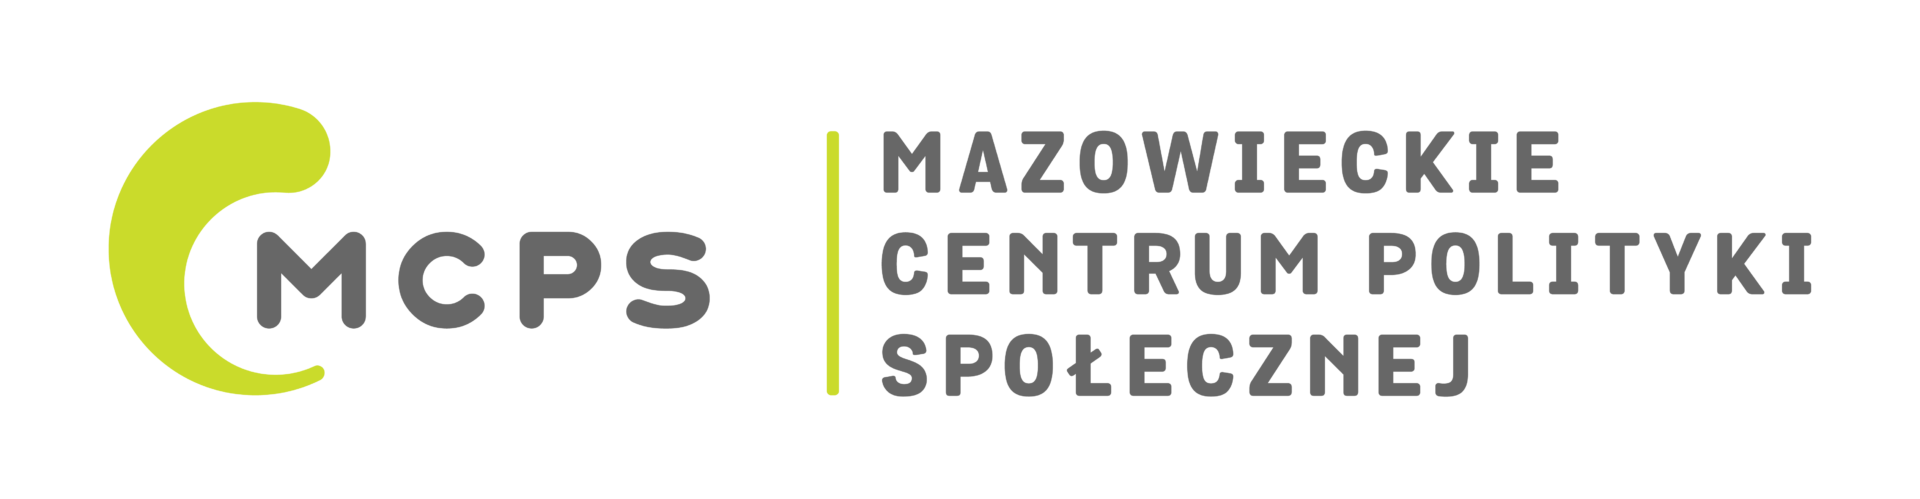 MCPS
MAZOWIECKIE
CENTRUM POLITYKI
SPOŁECZNEJ